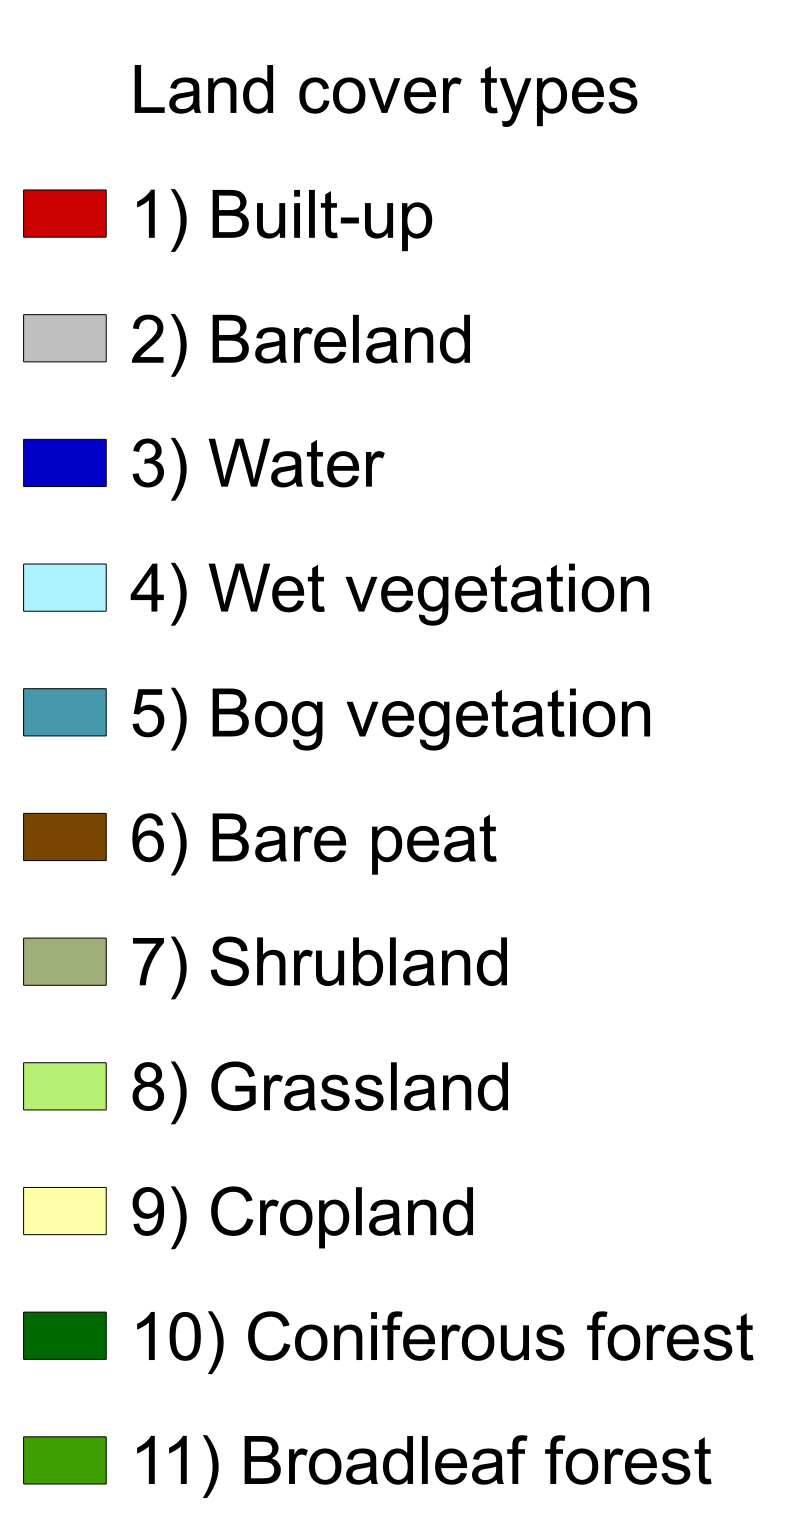 Land cover types
1) Built-up
2) Bareland
3) Water
4) Wet vegetation
5) Bog vegetation
6) Bare peat
7) Shrubland
8) Grassland
9) Cropland
10) Coniferous forest
11) Broadleaf forest